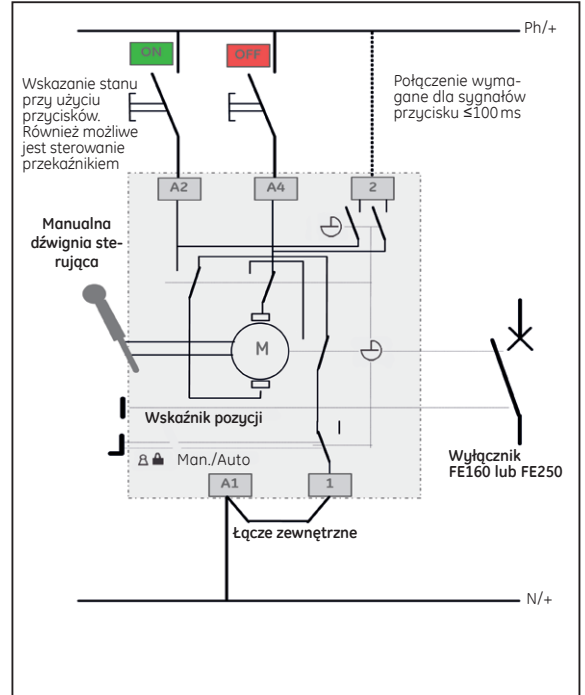 Ph/+
ON
OFF
Wskazanie stanu
przy użyciu
przycisków.
Również możliwe
jest sterowanie
przekaźnikiem
Połączenie wyma-
gane dla sygnałów
przycisku ≤100 ms
A2
A4
2
Manualna
dźwignia ste-
rująca
M
Wskaźnik pozycji
I
Man./Auto
Wyłącznik
FE160 lub FE250
A1
1
Łącze zewnętrzne
N/+